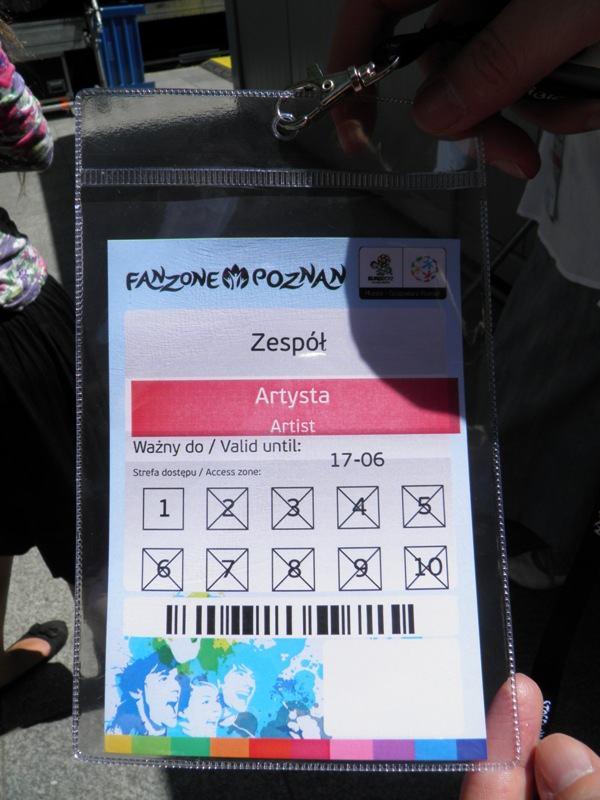 FANZONE POZNAN
Zespół
Artysta
Artist
Ważny do / Valid until:
17-06
Strefa dostępu / Access zone:
1 2 3 4 5
6 7 8 9 10